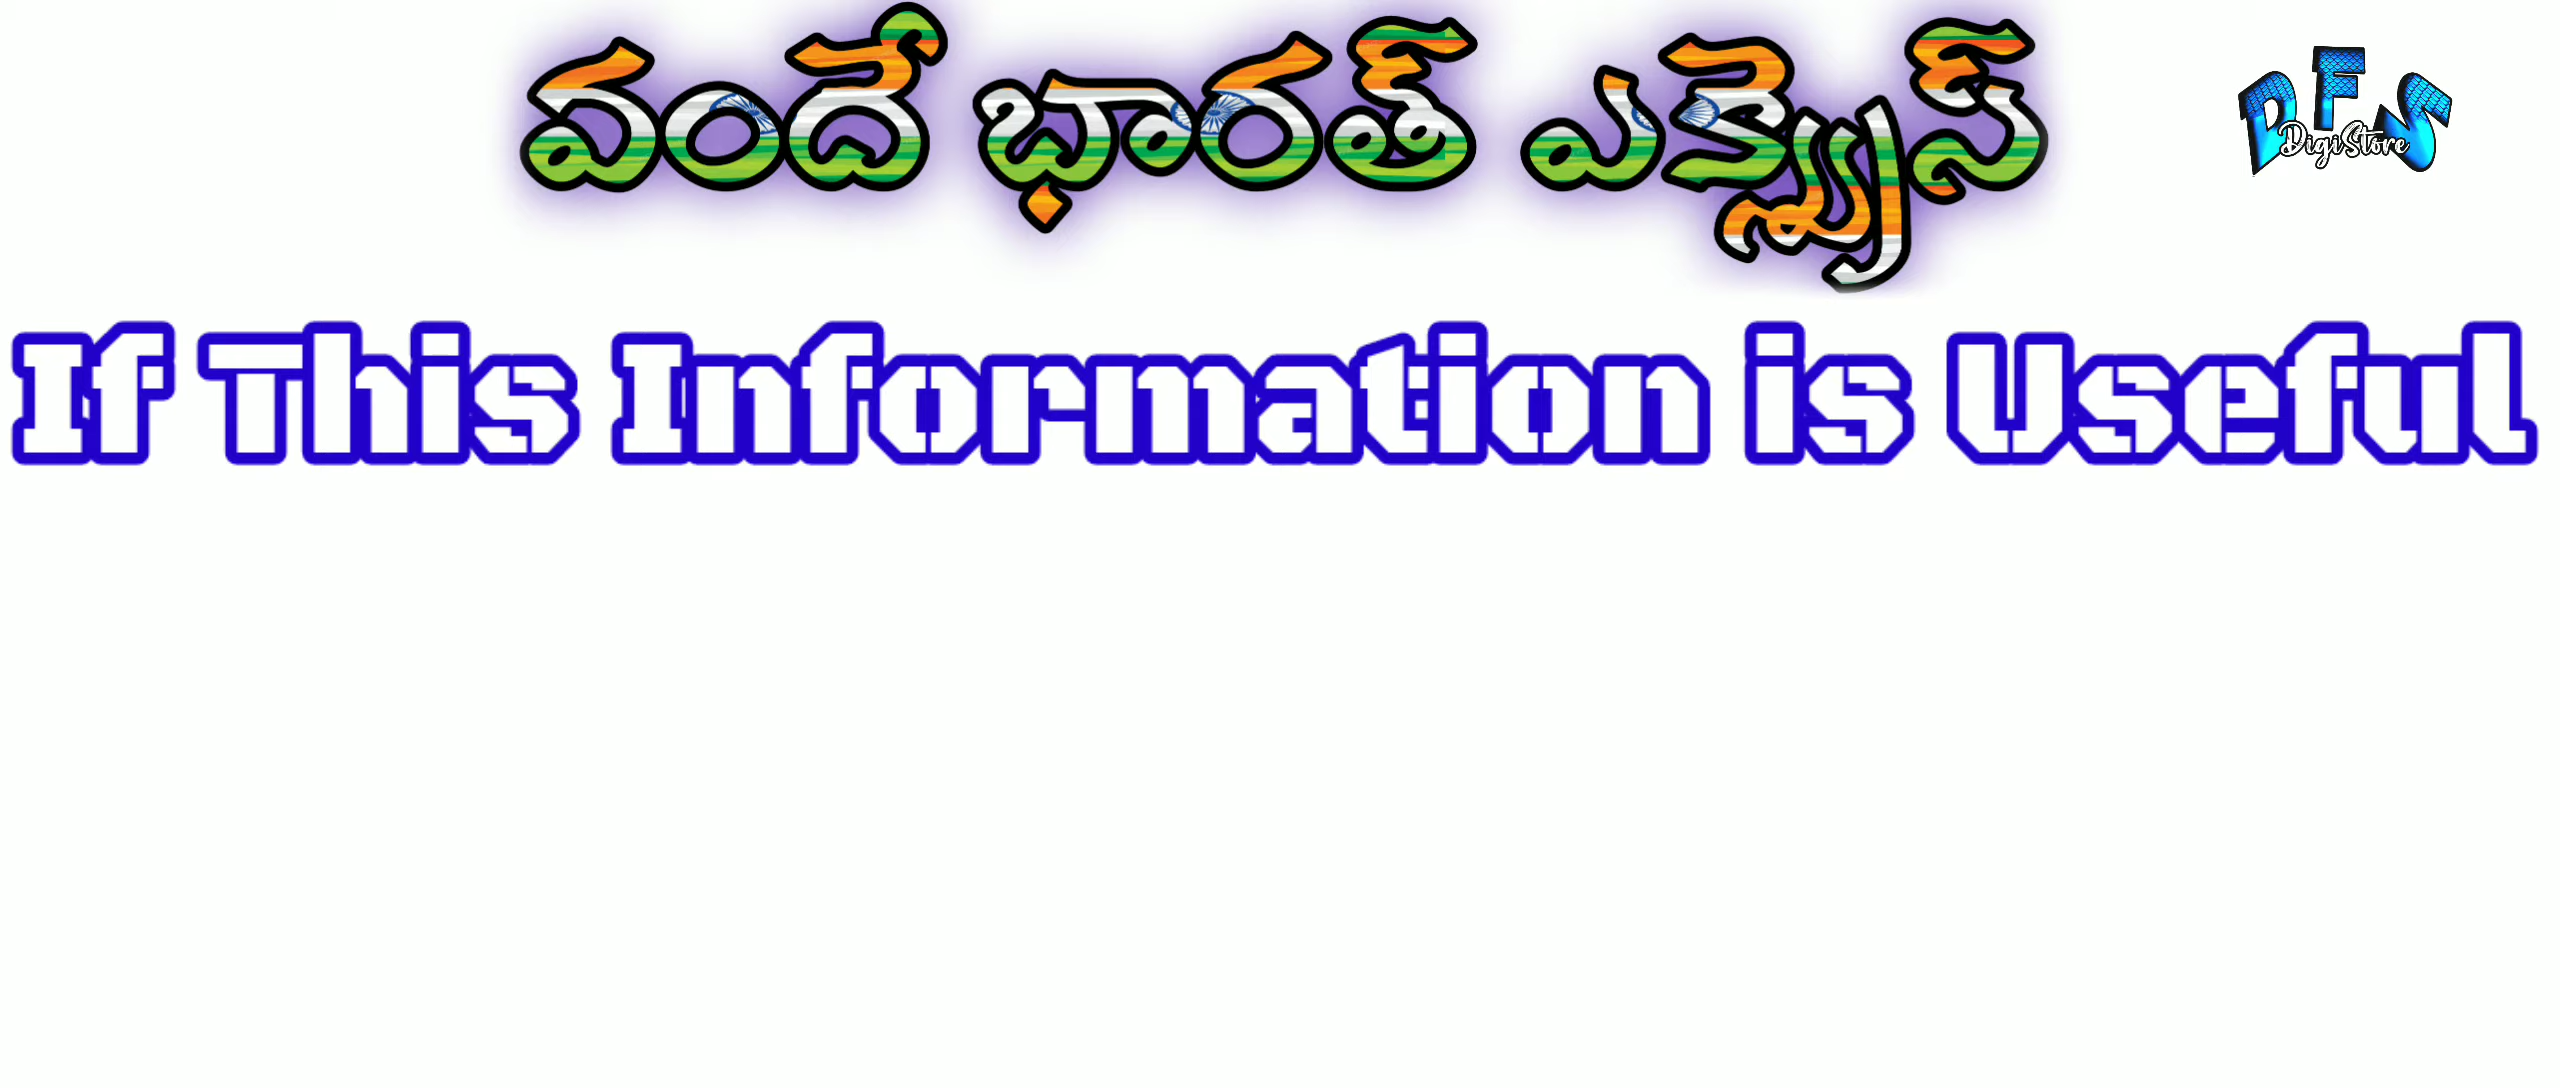 వందే భారత్ ఎక్స్ప్రెస్
DFS
DigiStore
If This Information is Useful